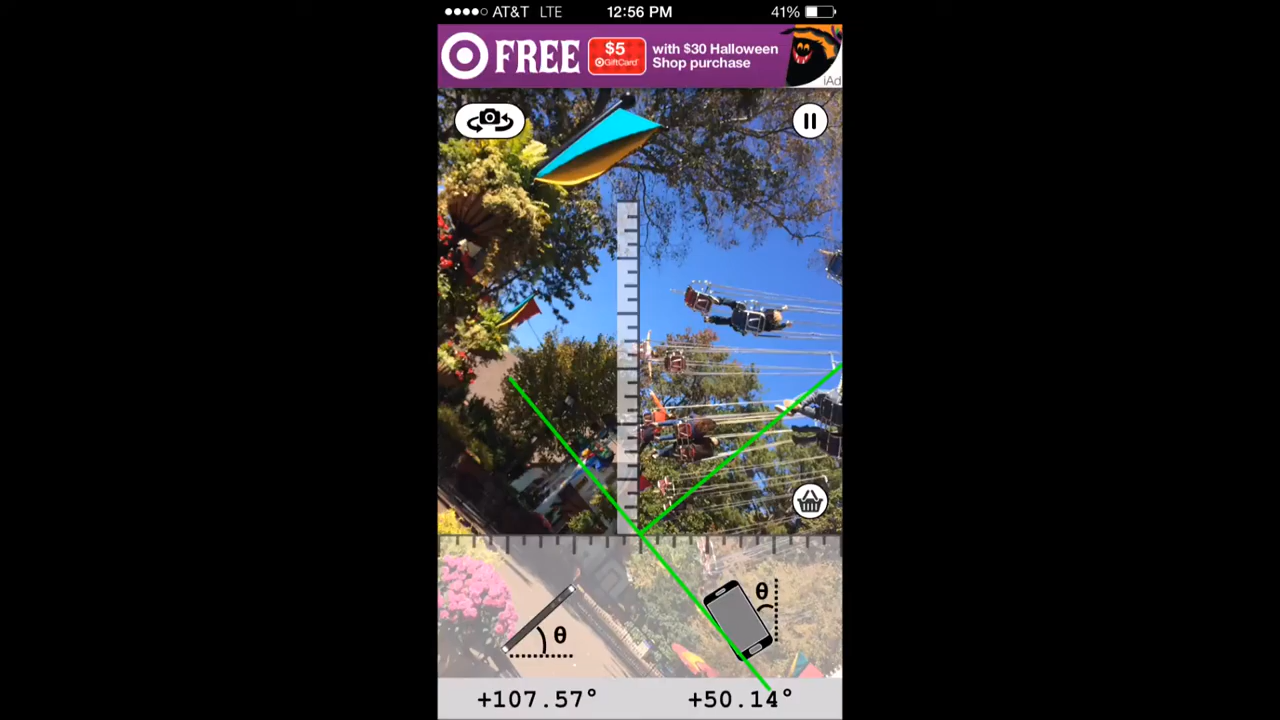 AT&T LTE 12:56 PM 41%
FREE $5 GiftCard with $30 Halloween
Shop purchase
iAd
θ
θ
+107.57° +50.14°